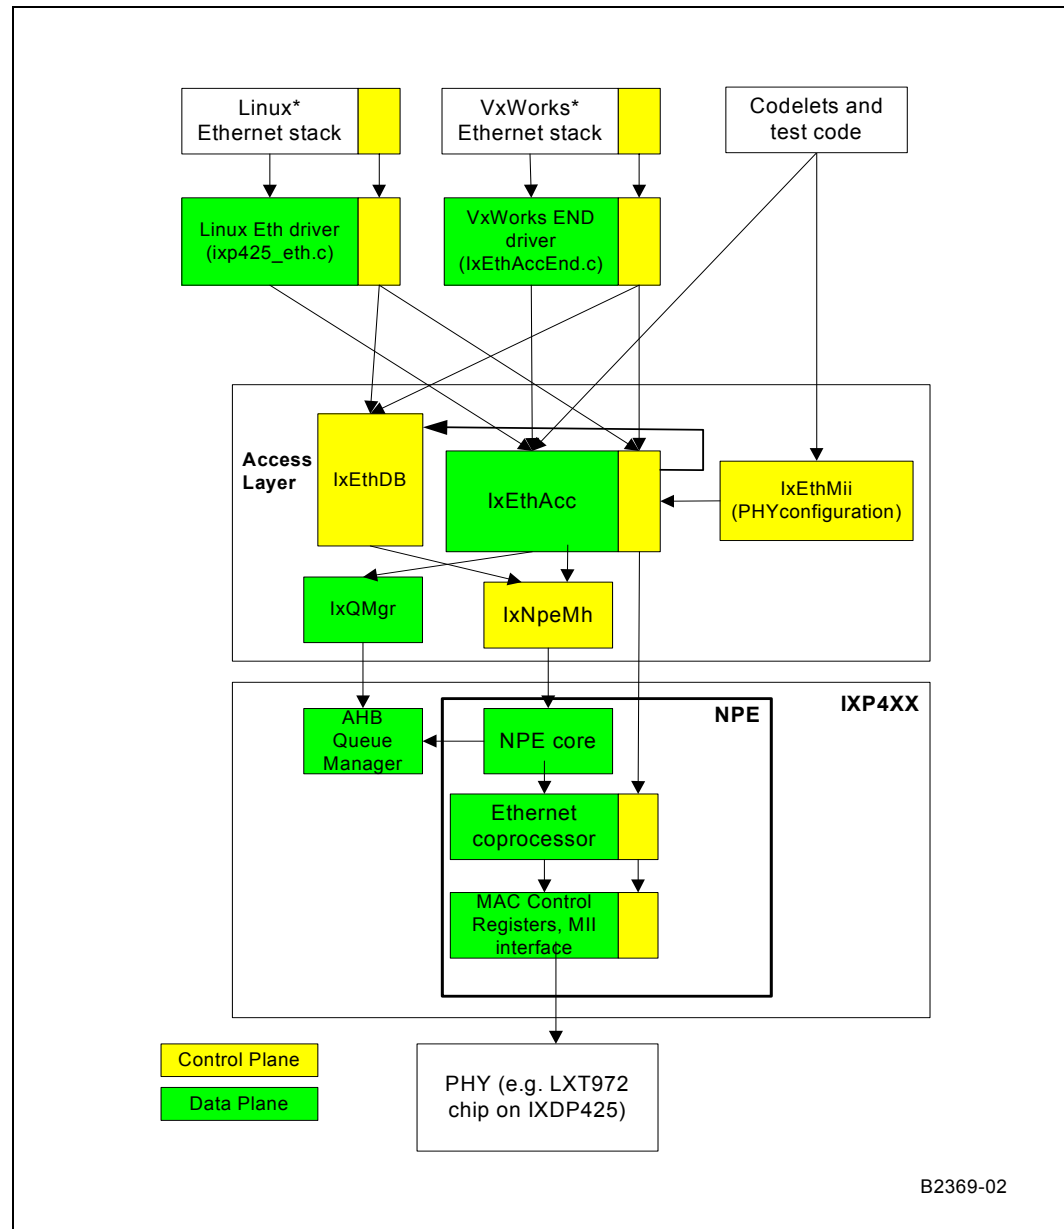 Linux*
Ethernet stack
VxWorks*
Ethernet stack
Codelets and
test code
Linux Eth driver
(ixp425_eth.c)
VxWorks END
driver
(IxEthAccEnd.c)
Access
Layer
IxEthDB
IxEthAcc
IxEthMii
(PHYconfiguration)
IxQMgr
IxNpeMh
IXP4XX
NPE
AHB
Queue
Manager
NPE core
Ethernet
coprocessor
MAC Control
Registers, MII
interface
Control Plane
Data Plane
PHY (e.g. LXT972
chip on IXDP425)
B2369-02